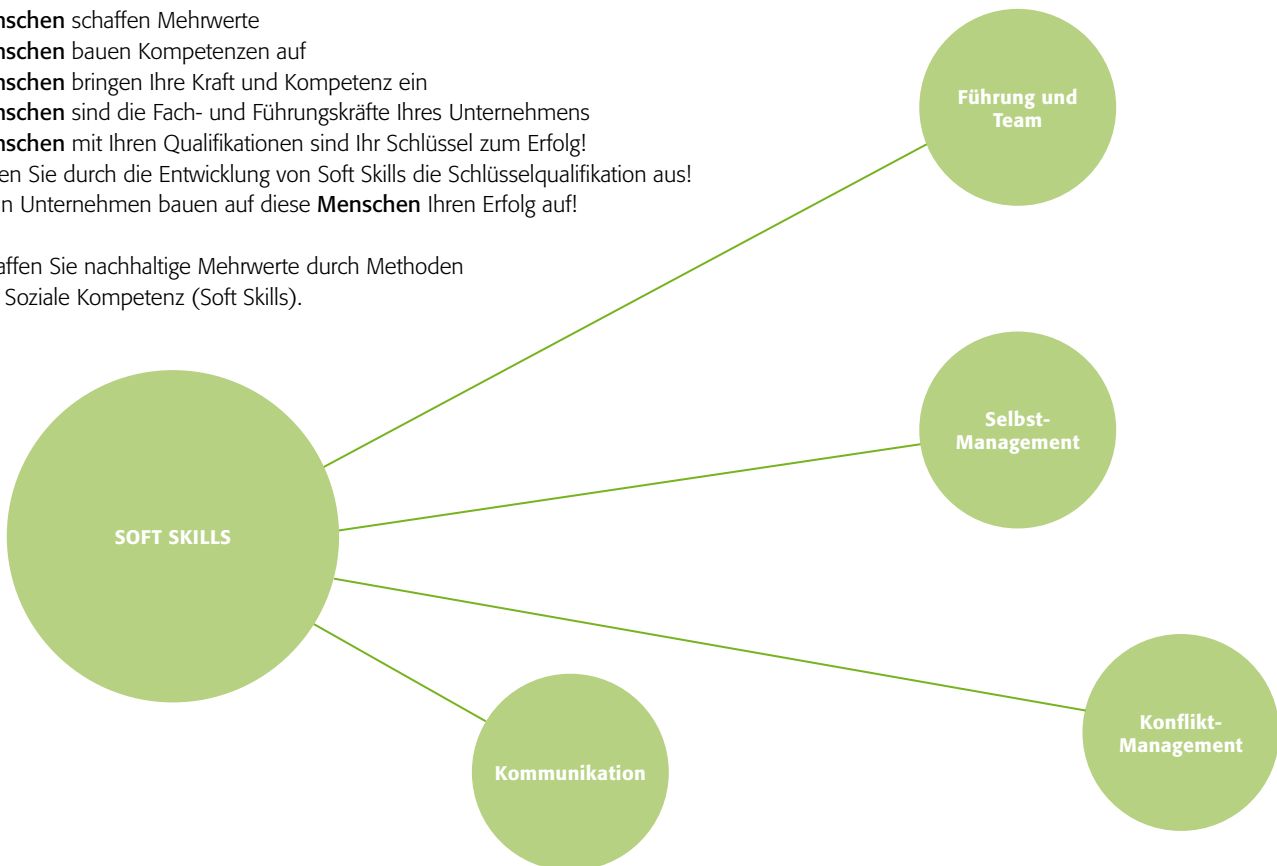 nschen schaffen Mehrwerte
nschen bauen Kompetenzen auf
nschen bringen Ihre Kraft und Kompetenz ein
nschen sind die Fach- und Führungskräfte Ihres Unternehmens
nschen mit Ihren Qualifikationen sind Ihr Schlüssel zum Erfolg!
en Sie durch die Entwicklung von Soft Skills die Schlüsselqualifikation aus!
n Unternehmen bauen auf diese Menschen Ihren Erfolg auf!
affen Sie nachhaltige Mehrwerte durch Methoden
Soziale Kompetenz (Soft Skills).
Führung und
Team
Selbst-
Management
SOFT SKILLS
Konflikt-
Management
Kommunikation